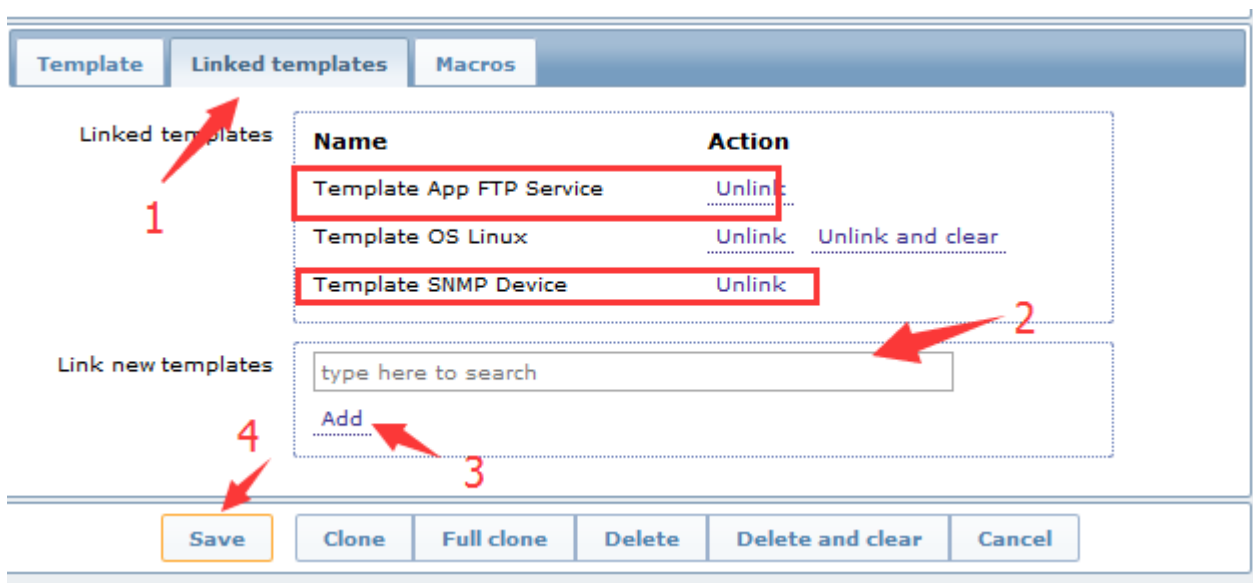 Template Linked templates Macros
1
Linked templates
Name Action
Template App FTP Service Unlink
Template OS Linux Unlink Unlink and clear
Template SNMP Device Unlink
2
Link new templates
type here to search
Add
3
4
Save Clone Full clone Delete Delete and clear Cancel